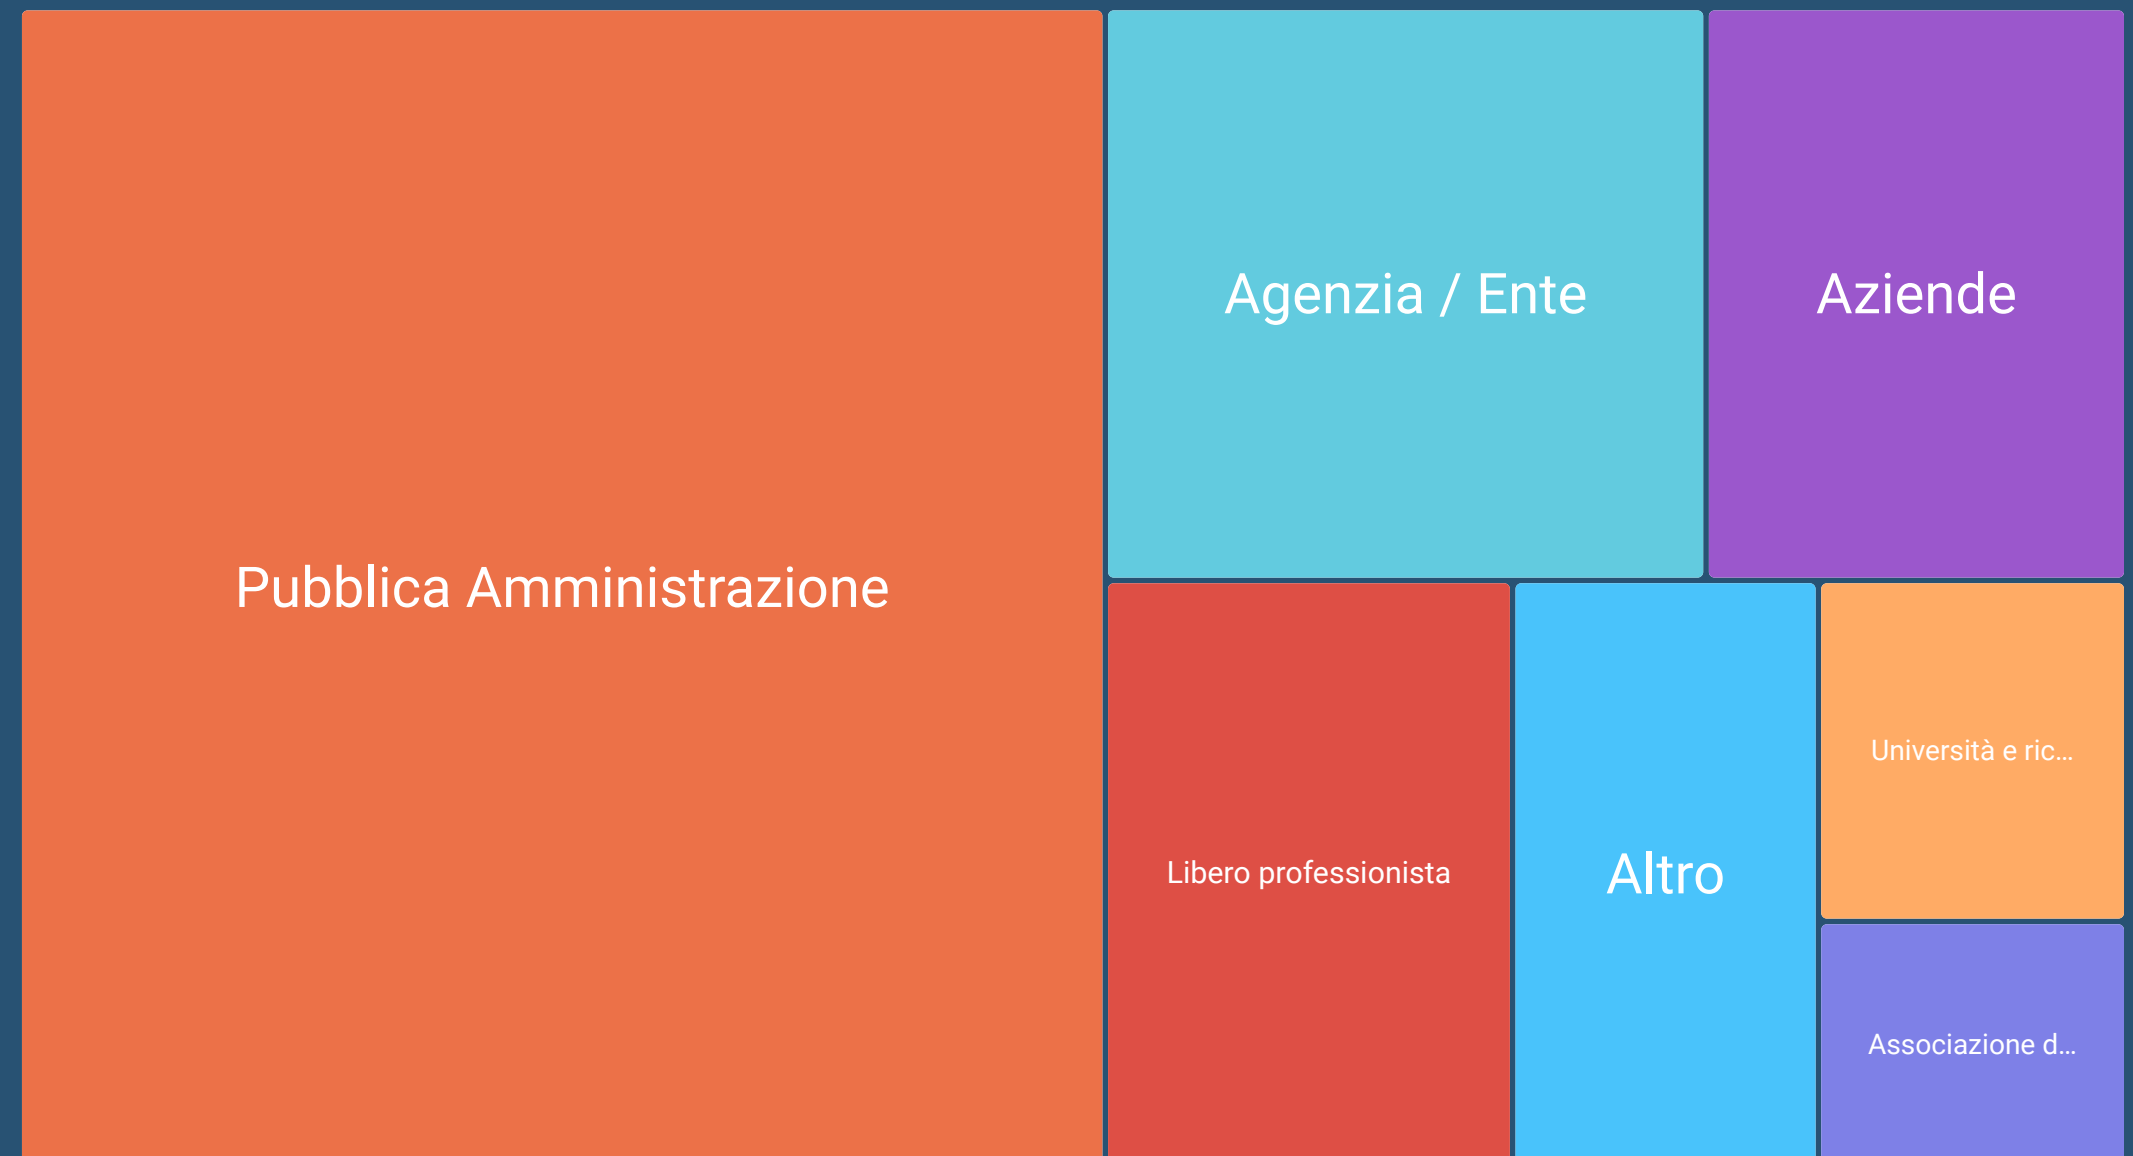 Pubblica Amministrazione
Agenzia / Ente
Aziende
Libero professionista
Altro
Università e ric...
Associazione d...